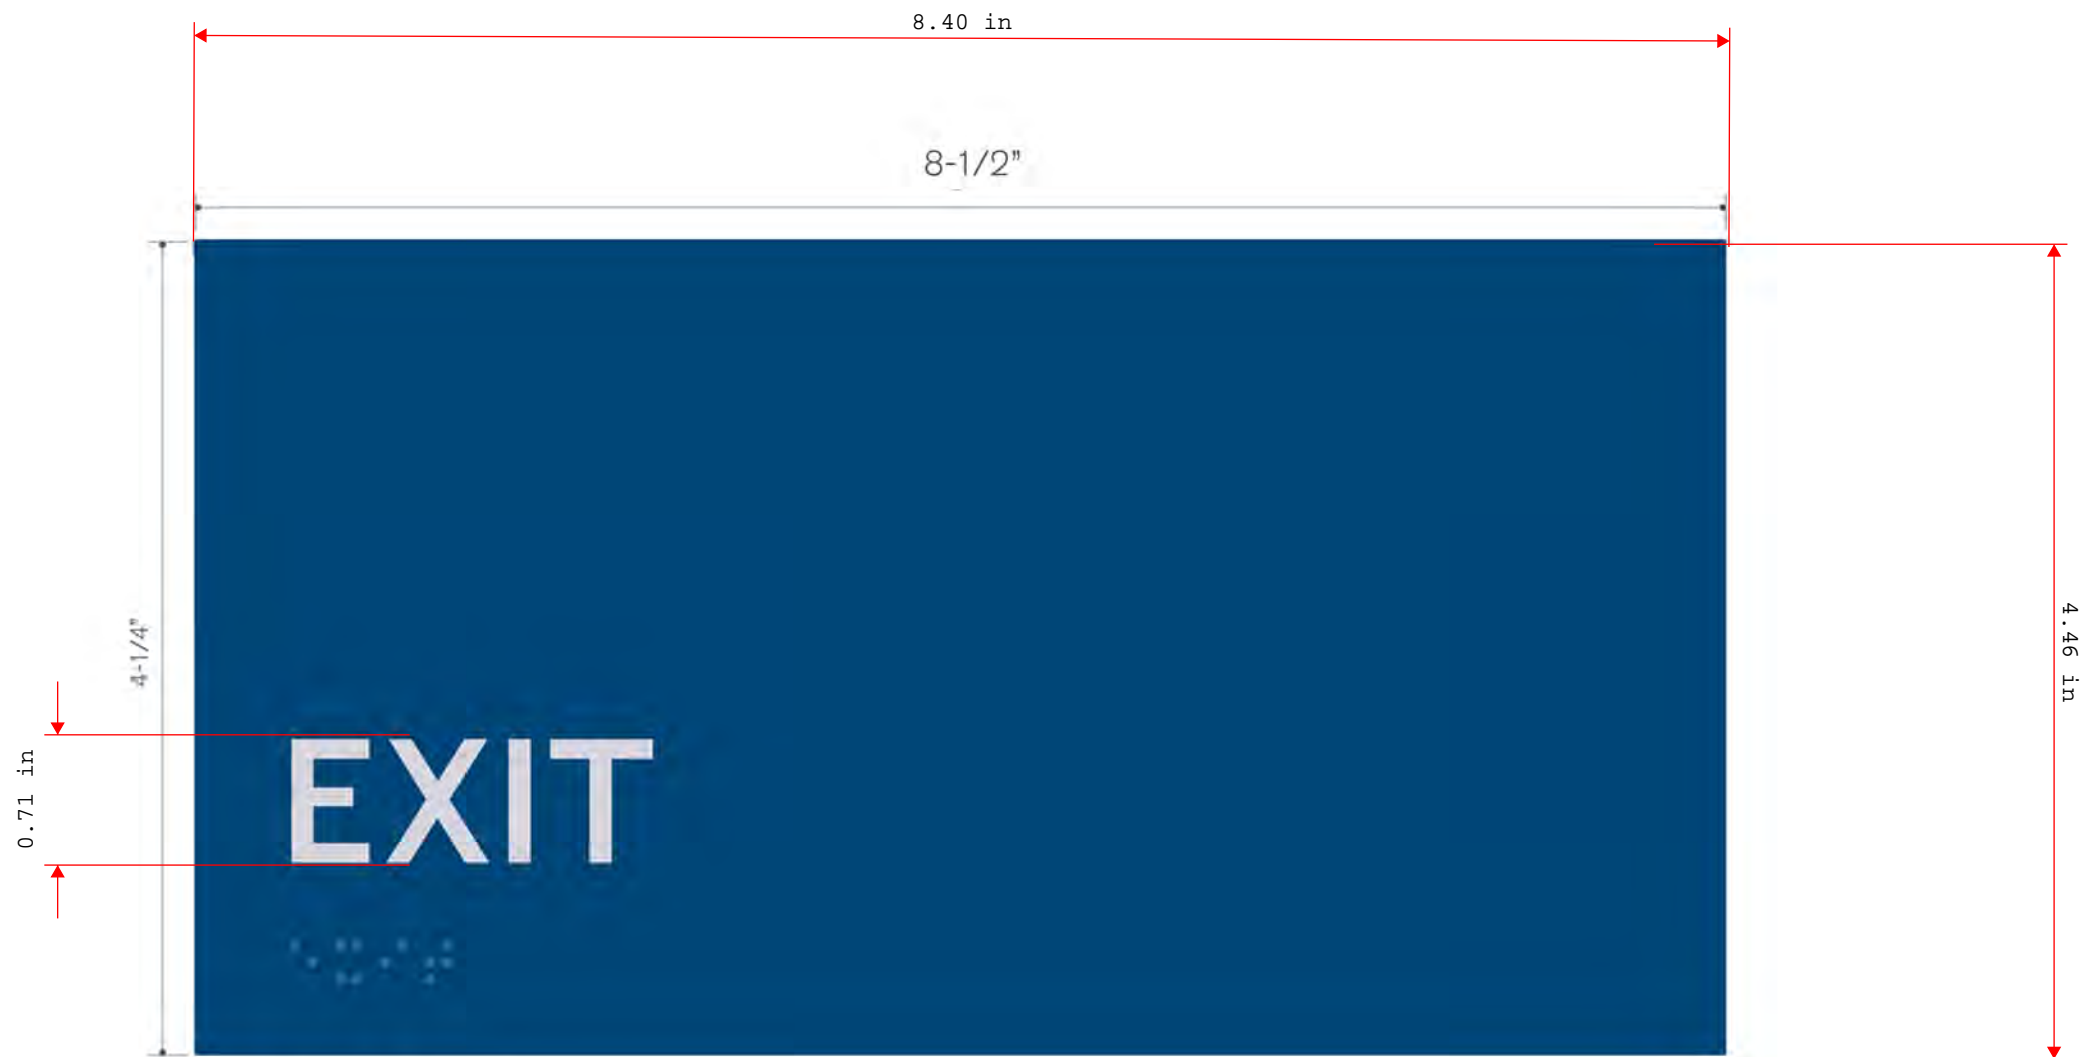 8.40 in
8-1/2"
4-1/4"
4.46 in
0.71 in
EXIT
⠑⠭⠊⠞